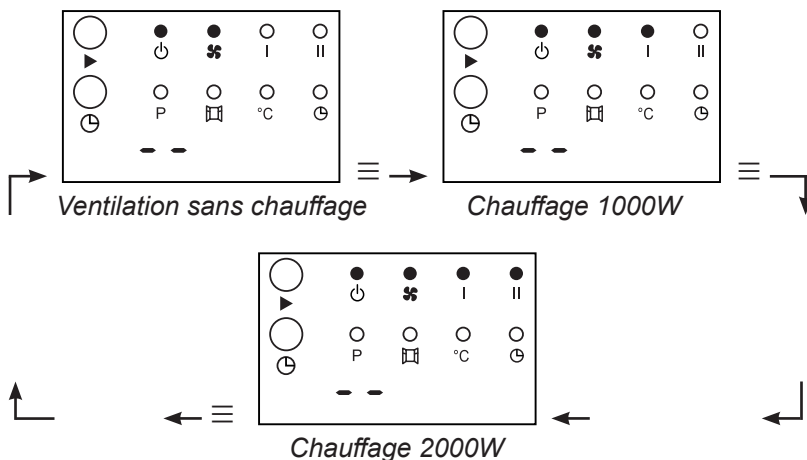 I II
P °C
– –
Ventilation sans chauffage
I II
P °C
– –
Chauffage 1000W
I II
P °C
– –
Chauffage 2000W